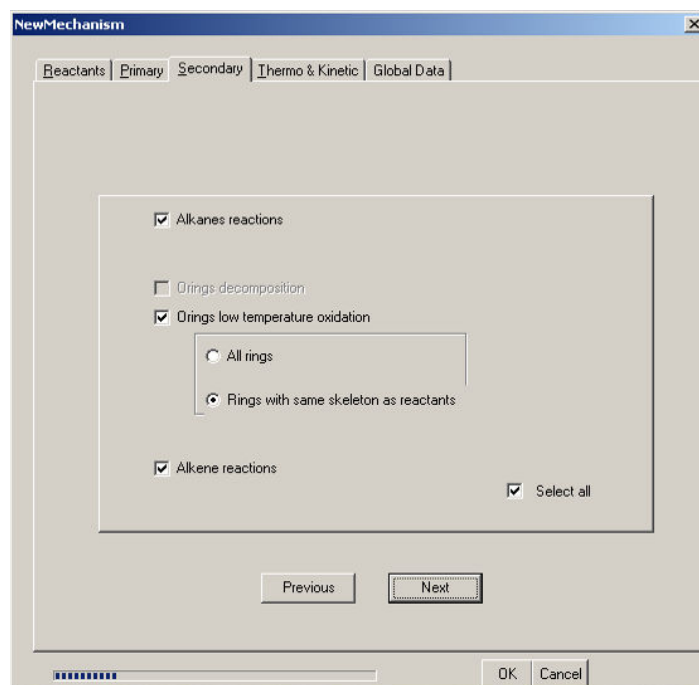 NewMechanism
Reactants Primary Secondary Thermo & Kinetic Global Data
Alkanes reactions
Orings decomposition
Orings low temperature oxidation
All rings
Rings with same skeleton as reactants
Alkene reactions
Select all
Previous Next
OK Cancel